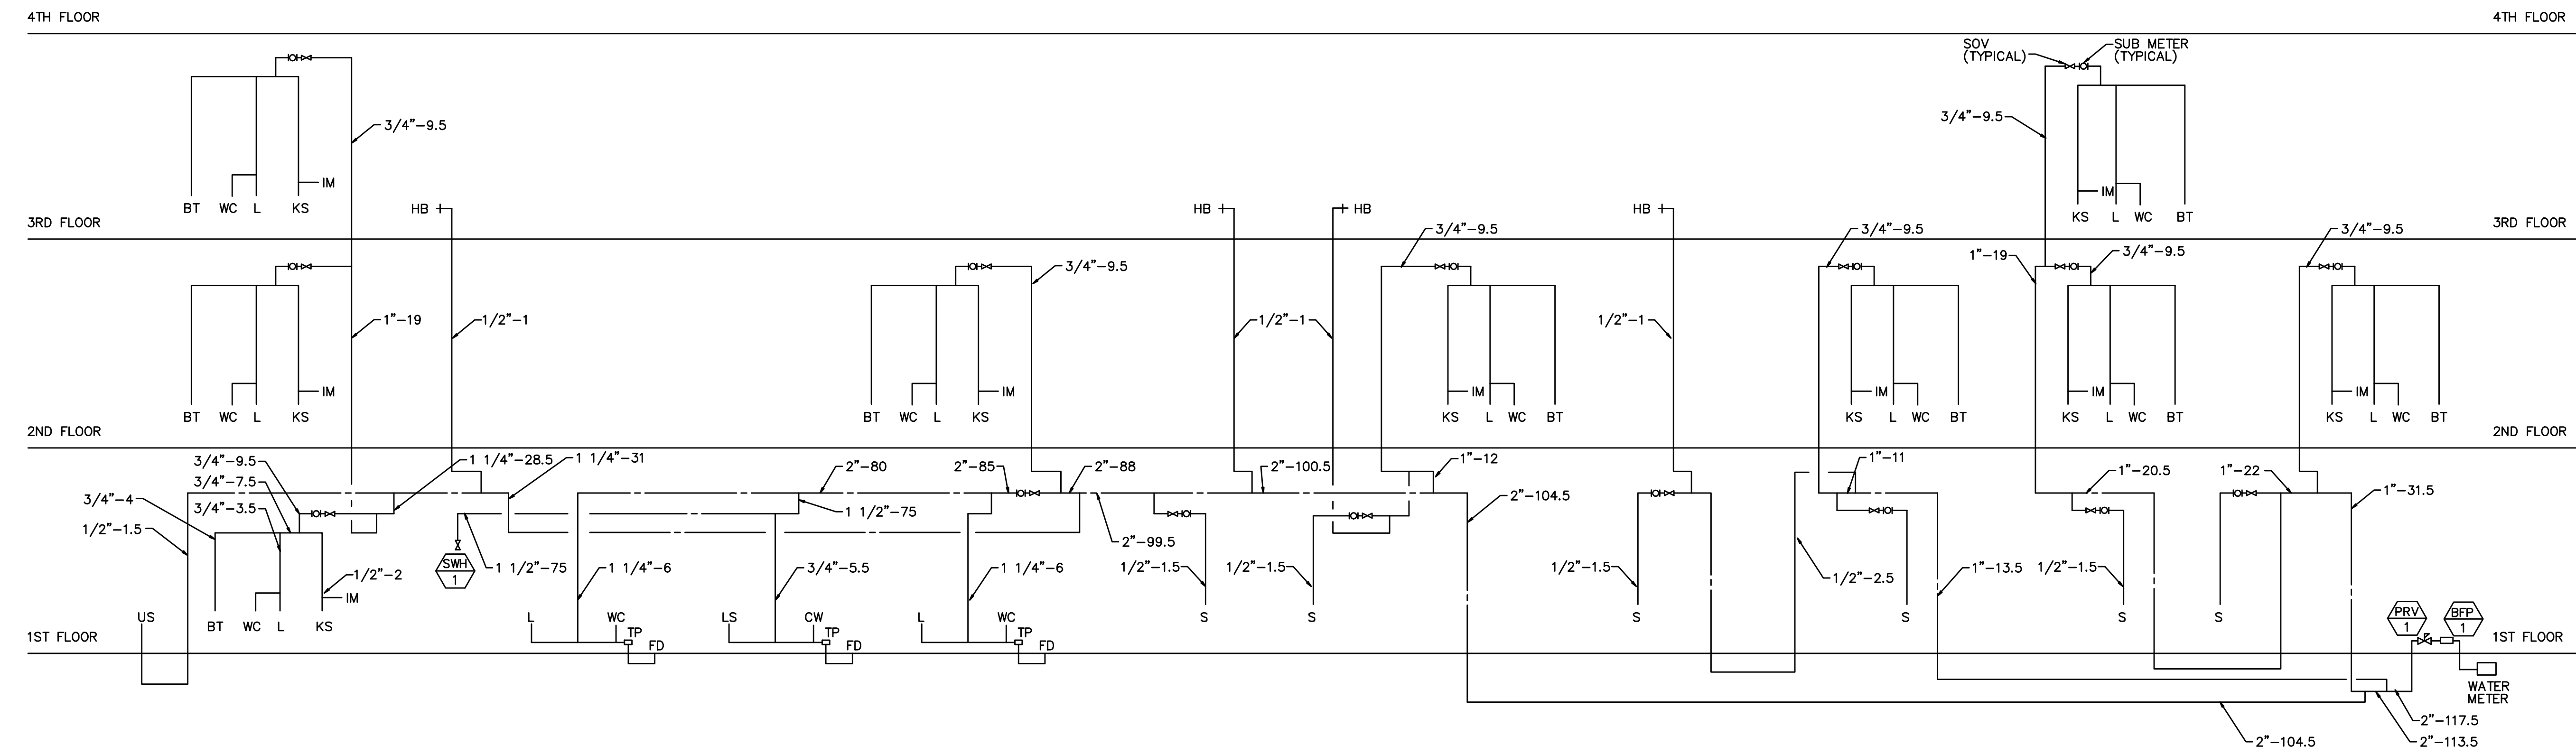 4TH FLOOR
4TH FLOOR
SOV
(TYPICAL)
SUB METER
(TYPICAL)
3/4"-9.5
3/4"-9.5
IM
IM
BT WC L KS
HB
HB
HB
HB
KS L WC BT
3RD FLOOR
3RD FLOOR
3/4"-9.5
3/4"-9.5
3/4"-9.5
3/4"-9.5
1"-19
3/4"-9.5
1"-19
1/2"-1
1/2"-1
1/2"-1
IM
IM
IM
IM
IM
IM
BT WC L KS
BT WC L KS
KS L WC BT
KS L WC BT
KS L WC BT
KS L WC BT
2ND FLOOR
2ND FLOOR
3/4"-9.5
1 1/4"-28.5
1 1/4"-31
2"-80
2"-85
2"-88
2"-100.5
1"-12
1"-11
1"-20.5
1"-22
3/4"-7.5
3/4"-4
3/4"-3.5
1"-31.5
2"-104.5
1/2"-1.5
1 1/2"-75
2"-99.5
SWH
1
1/2"-2
1 1/2"-75
1 1/4"-6
3/4"-5.5
1 1/4"-6
1/2"-1.5
1/2"-1.5
1/2"-1.5
1/2"-2.5
1"-13.5
1/2"-1.5
IM
US
BT WC L KS
L
WC
TP
FD
LS
CW
TP
FD
L
WC
TP
FD
S
S
S
S
S
S
PRV
1
BFP
1
1ST FLOOR
1ST FLOOR
WATER
METER
2"-117.5
2"-104.5
2"-113.5